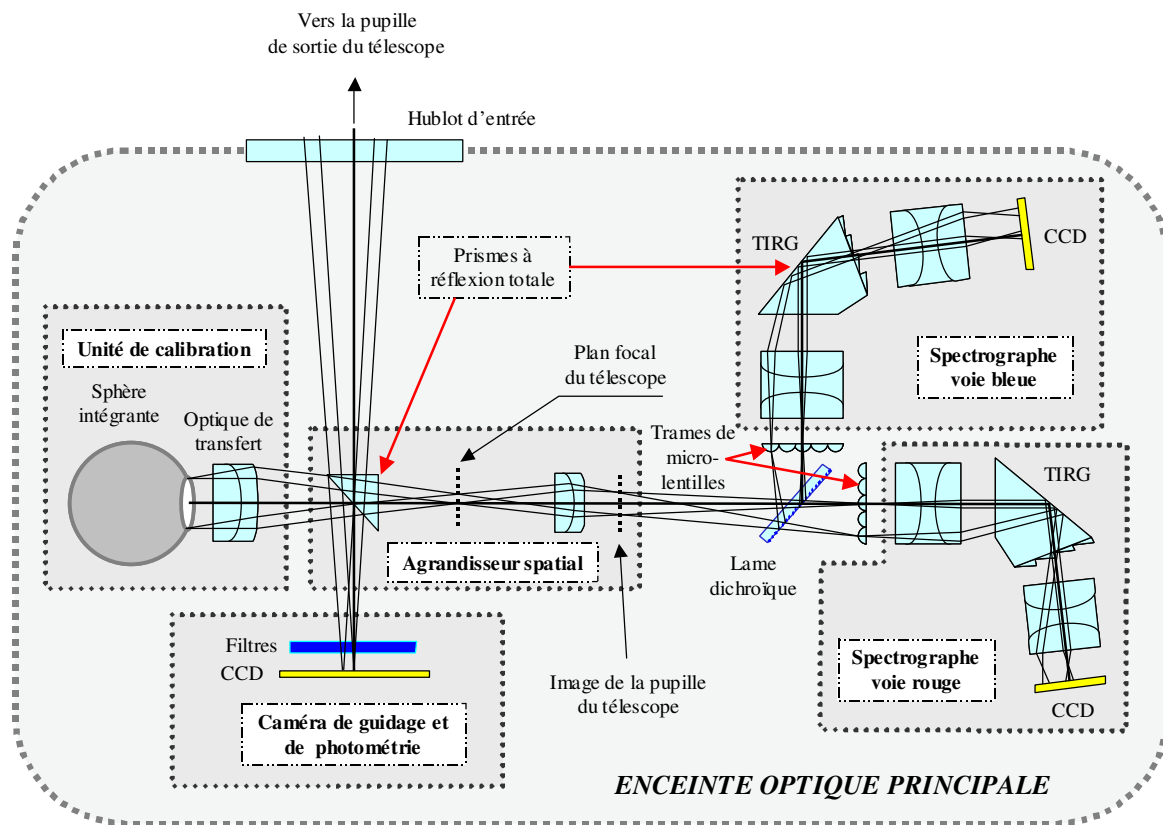 Vers la pupille
de sortie du télescope
Hublot d'entrée
TIRG
CCD
Prismes à
réflexion totale
Unité de calibration
Plan focal
du télescope
Spectrographe
voie bleue
Sphère
intégrante
Optique de
transfert
Trames de
micro-
lentilles
TIRG
Agrandisseur spatial
Lame
dichroïque
Filtres
CCD
Image de la pupille
du télescope
Spectrographe
voie rouge
CCD
Caméra de guidage et
de photométrie
ENCEINTE OPTIQUE PRINCIPALE